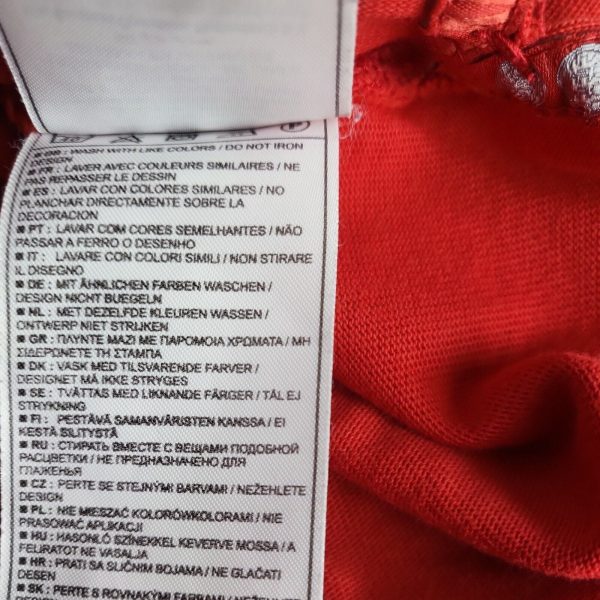 ■ GB : WASH WITH LIKE COLORS / DO NOT IRON
DESIGN
■ FR : LAVER AVEC COULEURS SIMILAIRES / NE
PAS REPASSER LE DESSIN
■ ES : LAVAR CON COLORES SIMILARES / NO
PLANCHAR DIRECTAMENTE SOBRE LA
DECORACION
■ PT : LAVAR COM CORES SEMELHANTES / NÃO
PASSAR A FERRO O DESENHO
■ IT : LAVARE CON COLORI SIMILI / NON STIRARE
IL DISEGNO
■ DE : MIT ÄHNLICHEN FARBEN WASCHEN /
DESIGN NICHT BUEGELN
■ NL : MET DEZELFDE KLEUREN WASSEN /
ONTWERP NIET STRIJKEN
■ GR : ΠΛΥΝΤΕ ΜΑΖΙ ΜΕ ΠΑΡΟΜΟΙΑ ΧΡΩΜΑΤΑ / ΜΗ
ΣΙΔΕΡΩΝΕΤΕ ΤΗ ΣΤΑΜΠΑ
■ DK : VASK MED TILSVARENDE FARVER /
DESIGNET MÅ IKKE STRYGES
■ SE : TVÄTTAS MED LIKNANDE FÄRGER / TÅL EJ
STRYKNING
■ FI : PESTÄVÄ SAMANVÄRISTEN KANSSA / EI
KESTÄ SILITYSTÄ
■ RU : СТИРАТЬ ВМЕСТЕ С ВЕЩАМИ ПОДОБНОЙ
РАСЦВЕТКИ / НЕ ПРЕДНАЗНАЧЕНО ДЛЯ
ГЛАЖЕНЬЯ
■ CZ : PERTE SE STEJNÝMI BARVAMI / NEŽEHLETE
DESIGN
■ PL : NIE MIESZAĆ KOLORÓWKOLORAMI / NIE
PRASOWAĆ APLIKACJI
■ HU : HASONLÓ SZÍNEKKEL KEVERVE MOSSA / A
FELIRATOT NE VASALJA
■ HR : PRATI SA SLIČNIM BOJAMA / NE GLAČATI
DESEN
■ SK : PERTE S ROVNAKÝMI FARBAMI / NEŽEHLITE